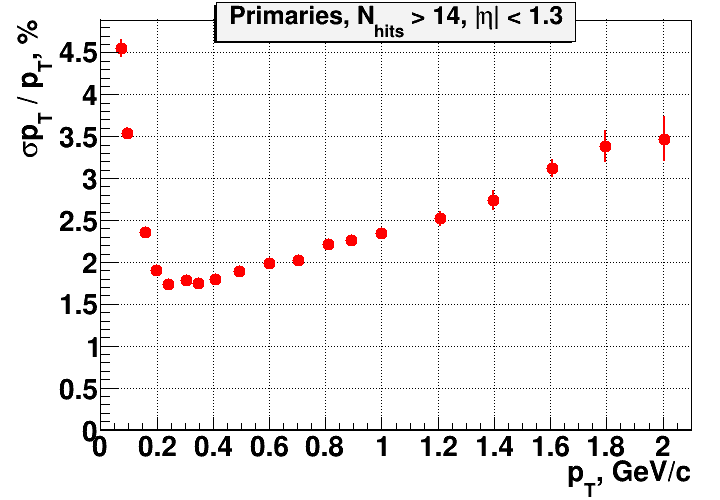 Primaries, N_hits > 14, |η| < 1.3
σp_T / p_T, %
4.5
4
3.5
3
2.5
2
1.5
1
0.5
0
0 0.2 0.4 0.6 0.8 1 1.2 1.4 1.6 1.8 2
p_T, GeV/c